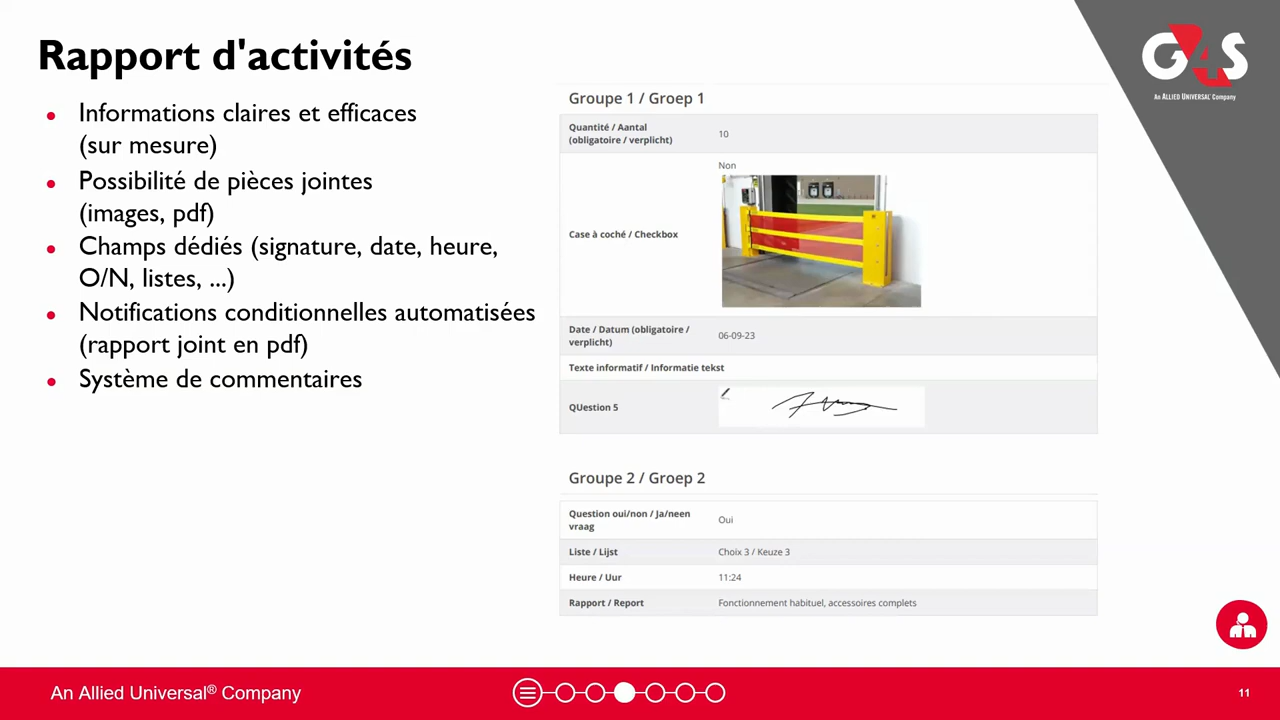 Rapport d'activités
Informations claires et efficaces
(sur mesure)
Possibilité de pièces jointes
(images, pdf)
Champs dédiés (signature, date, heure,
O/N, listes, ...)
Notifications conditionnelles automatisées
(rapport joint en pdf)
Système de commentaires
G4S
An ALLIED UNIVERSAL® Company
Groupe 1 / Groep 1
Quantité / Aantal
(obligatoire / verplicht)
10
Non
Case à coché / Checkbox
Date / Datum (obligatoire /
verplicht)
06-09-23
Texte informatif / Informatie tekst
QUestion 5
Groupe 2 / Groep 2
Question oui/non / Ja/neen
vraag
Oui
Liste / Lijst
Choix 3 / Keuze 3
Heure / Uur
11:24
Rapport / Report
Fonctionnement habituel, accessoires complets
An Allied Universal® Company
11